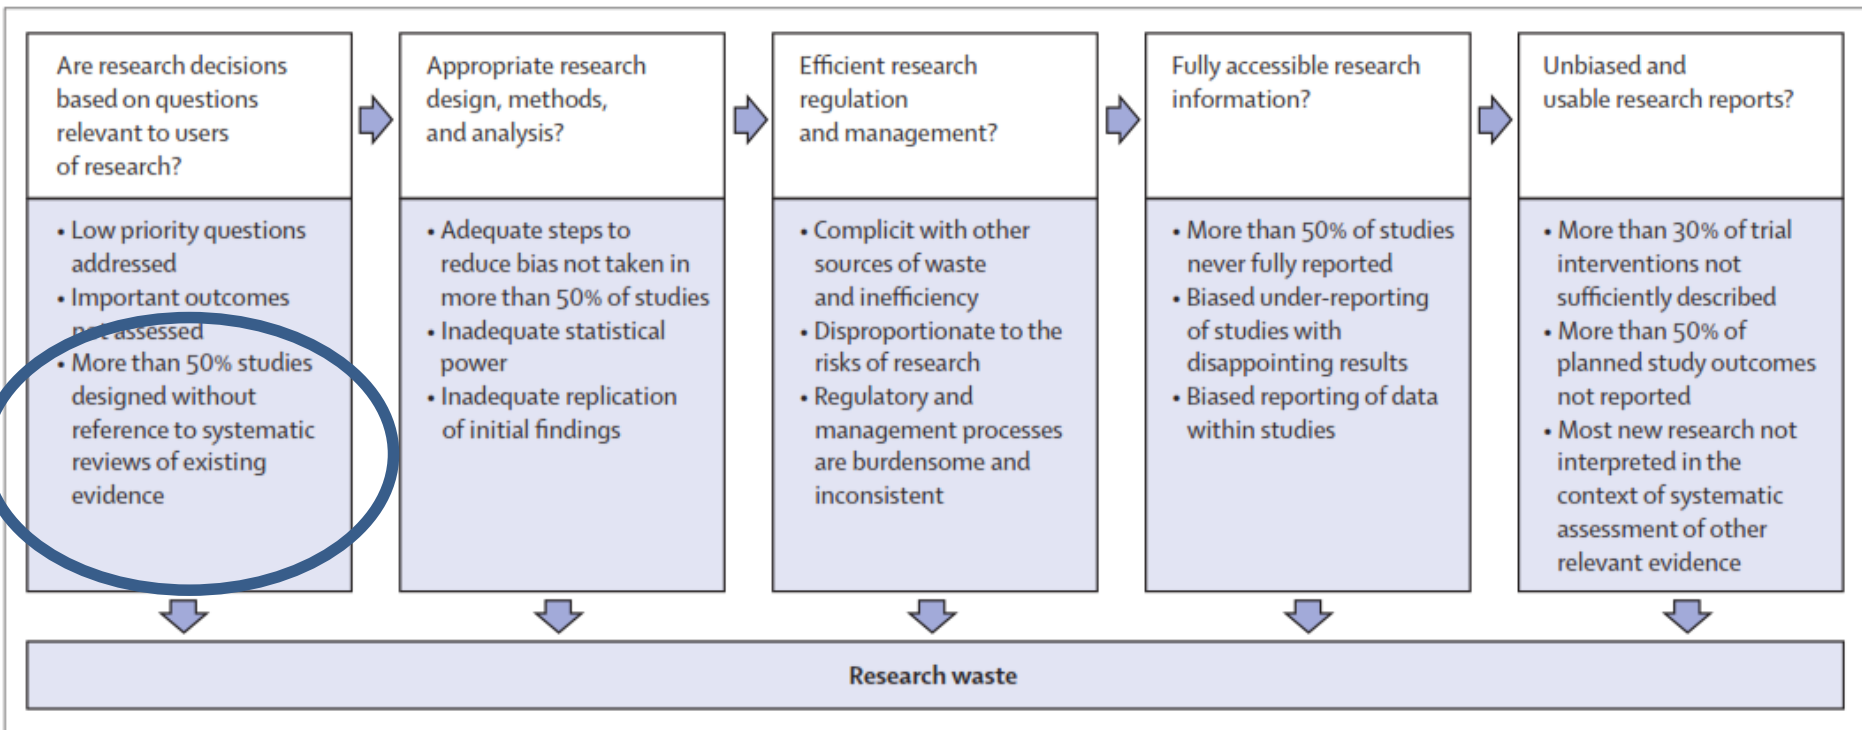 Are research decisions
based on questions
relevant to users
of research?
• Low priority questions
addressed
• Important outcomes
not assessed
• More than 50% studies
designed without
reference to systematic
reviews of existing
evidence
Appropriate research
design, methods,
and analysis?
• Adequate steps to
reduce bias not taken in
more than 50% of studies
• Inadequate statistical
power
• Inadequate replication
of initial findings
Efficient research
regulation
and management?
• Complicit with other
sources of waste
and inefficiency
• Disproportionate to the
risks of research
• Regulatory and
management processes
are burdensome and
inconsistent
Fully accessible research
information?
• More than 50% of studies
never fully reported
• Biased under-reporting
of studies with
disappointing results
• Biased reporting of data
within studies
Unbiased and
usable research reports?
• More than 30% of trial
interventions not
sufficiently described
• More than 50% of
planned study outcomes
not reported
• Most new research not
interpreted in the
context of systematic
assessment of other
relevant evidence
Research waste